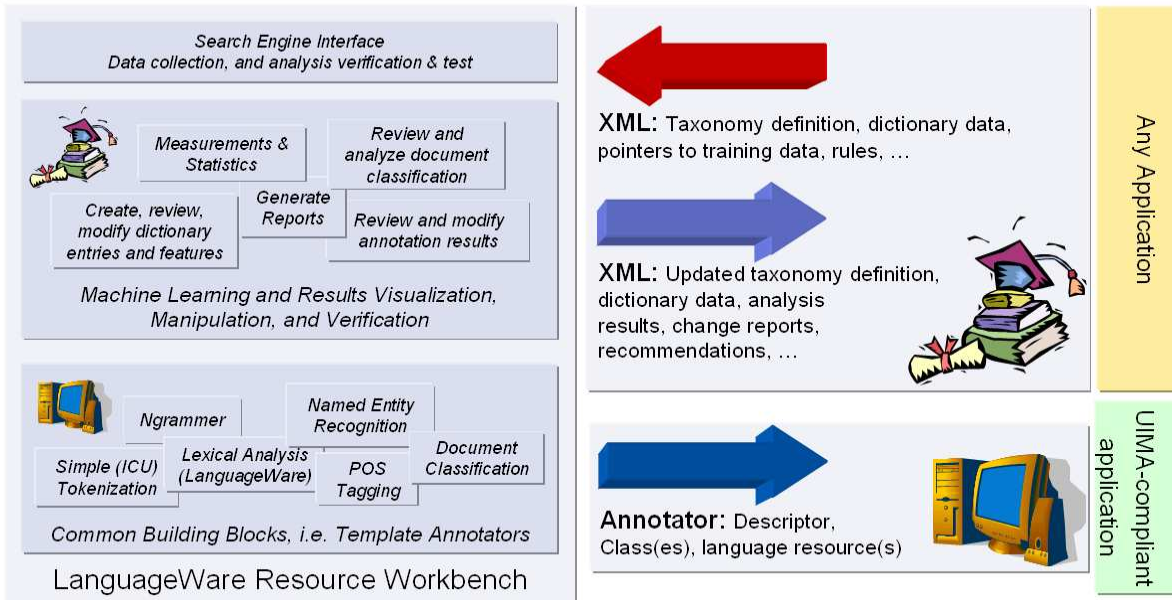 Search Engine Interface
Data collection, and analysis verification & test
Measurements &
Statistics
Review and
analyze document
classification
Generate
Reports
Create, review,
modify dictionary
entries and features
Review and modify
annotation results
Machine Learning and Results Visualization,
Manipulation, and Verification
Ngrammer
Named Entity
Recognition
Simple (ICU)
Tokenization
Lexical Analysis
(LanguageWare)
POS
Tagging
Document
Classification
Common Building Blocks, i.e. Template Annotators
LanguageWare Resource Workbench
XML: Taxonomy definition, dictionary data,
pointers to training data, rules, …
XML: Updated taxonomy definition,
dictionary data, analysis
results, change reports,
recommendations, …
Annotator: Descriptor,
Class(es), language resource(s)
Any Application
UIMA-compliant
application